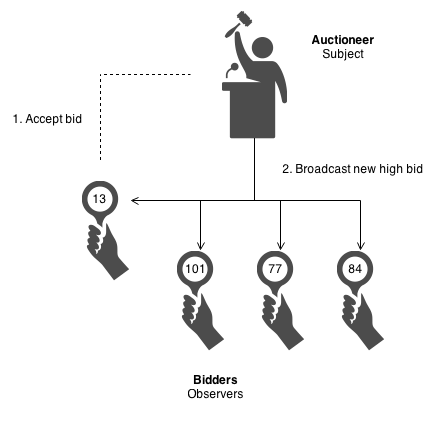 Auctioneer
Subject
1. Accept bid
2. Broadcast new high bid
13
101
77
84
Bidders
Observers